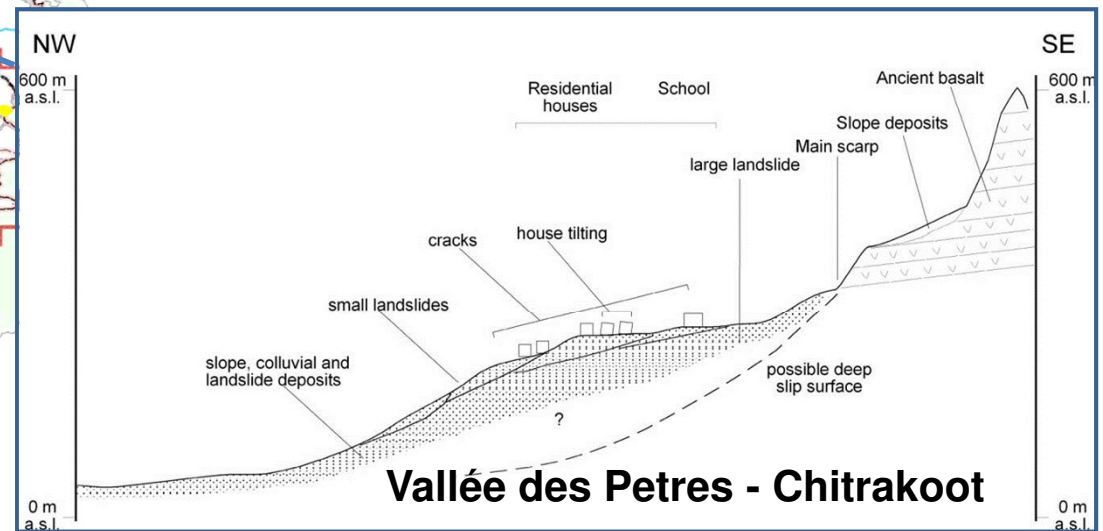 NW
SE
600 m
a.s.l.
600 m
a.s.l.
Residential
houses
School
Ancient basalt
Slope deposits
Main scarp
large landslide
house tilting
cracks
small landslides
slope, colluvial and
landslide deposits
possible deep
slip surface
?
Vallée des Petres - Chitrakoot
0 m
a.s.l.
0 m
a.s.l.